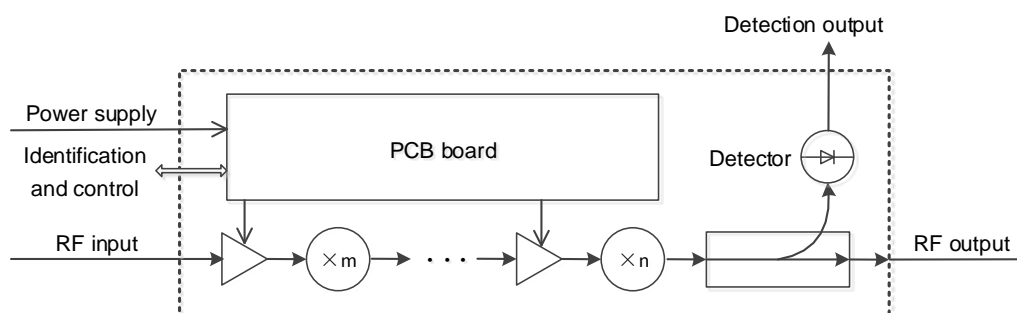 Detection output
Power supply
PCB board
Identification
and control
Detector
RF input
×m
· · ·
×n
RF output